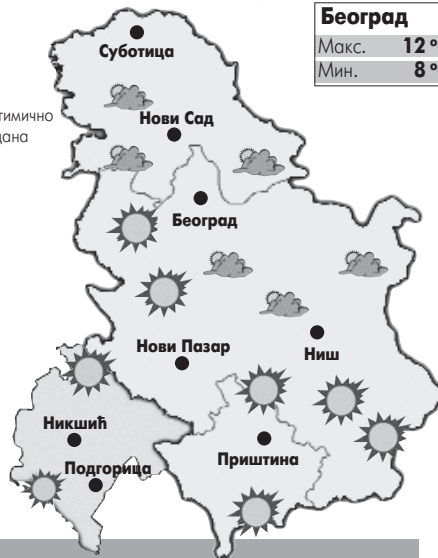 Београд
Макс. 12°
Мин. 8°
Суботица
Нови Сад
Београд
Нови Пазар
Ниш
Никшић
Приштина
Подгорица